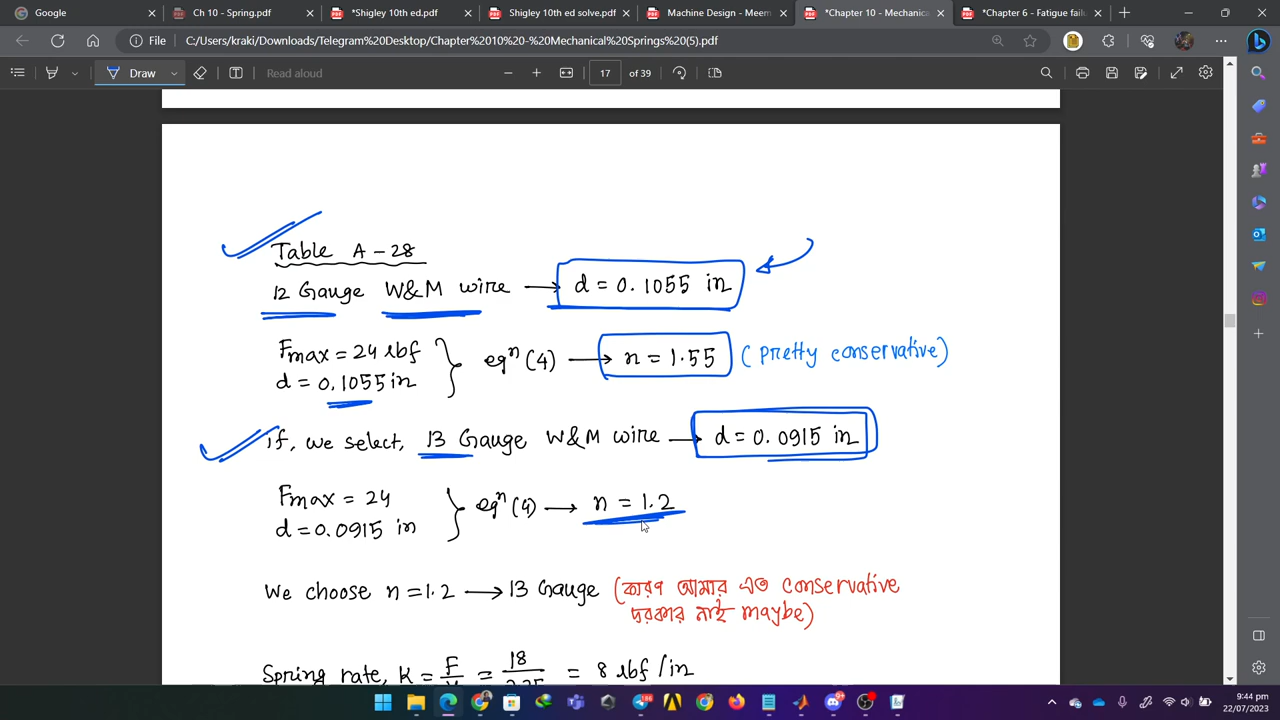 Google
Ch 10 - Spring.pdf
*Shigley 10th ed.pdf
Shigley 10th ed solve.pdf
Machine Design - Meem
*Chapter 10 - Mechanica
*Chapter 6 - Fatigue failu
File
C:/Users/kraki/Downloads/Telegram%20Desktop/Chapter%2010%20-%20Mechanical%20Springs%20(5).pdf
Draw
Read aloud
17 of 39
Table A-28
12 Gauge W&M wire → d = 0.1055 in
Fmax = 24 lbf
d = 0.1055 in } eqⁿ (4) → n = 1.55 (pretty conservative)
if, we select, 13 Gauge W&M wire → d = 0.0915 in
Fmax = 24
d = 0.0915 in } eqⁿ (4) → n = 1.2
We choose n = 1.2 → 13 Gauge (কারণ আমার এত conservative
দরকার নাই maybe)
Spring rate, K = F/ = 18/ = 8 lbf/in
9:44 pm
22/07/2023